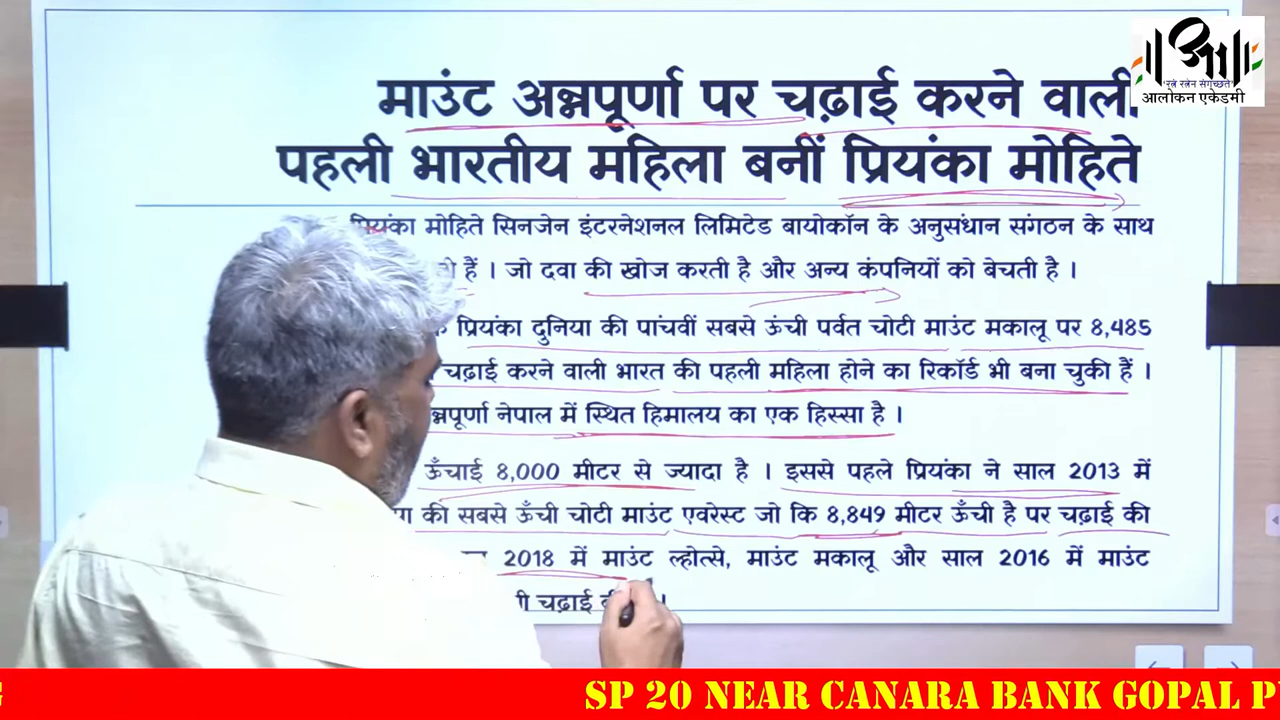 माउंट अन्नपूर्णा पर चढ़ाई करने वाली
पहली भारतीय महिला बनीं प्रियंका मोहिते
प्रियंका मोहिते सिनजेन इंटरनेशनल लिमिटेड बायोकॉन के अनुसंधान संगठन के साथ
हैं । जो दवा की खोज करती है और अन्य कंपनियों को बेचती है ।
प्रियंका दुनिया की पांचवीं सबसे ऊंची पर्वत चोटी माउंट मकालू पर 8,485
चढ़ाई करने वाली भारत की पहली महिला होने का रिकॉर्ड भी बना चुकी हैं ।
नेपाल में स्थित हिमालय का एक हिस्सा है ।
ऊँचाई 8,000 मीटर से ज्यादा है । इससे पहले प्रियंका ने साल 2013 में
की सबसे ऊँची चोटी माउंट एवरेस्ट जो कि 8,849 मीटर ऊँची है पर चढ़ाई की
2018 में माउंट ल्होत्से, माउंट मकालू और साल 2016 में माउंट
चढ़ाई
आलोकन एकेडमी
SP 20 NEAR CANARA BANK GOPAL